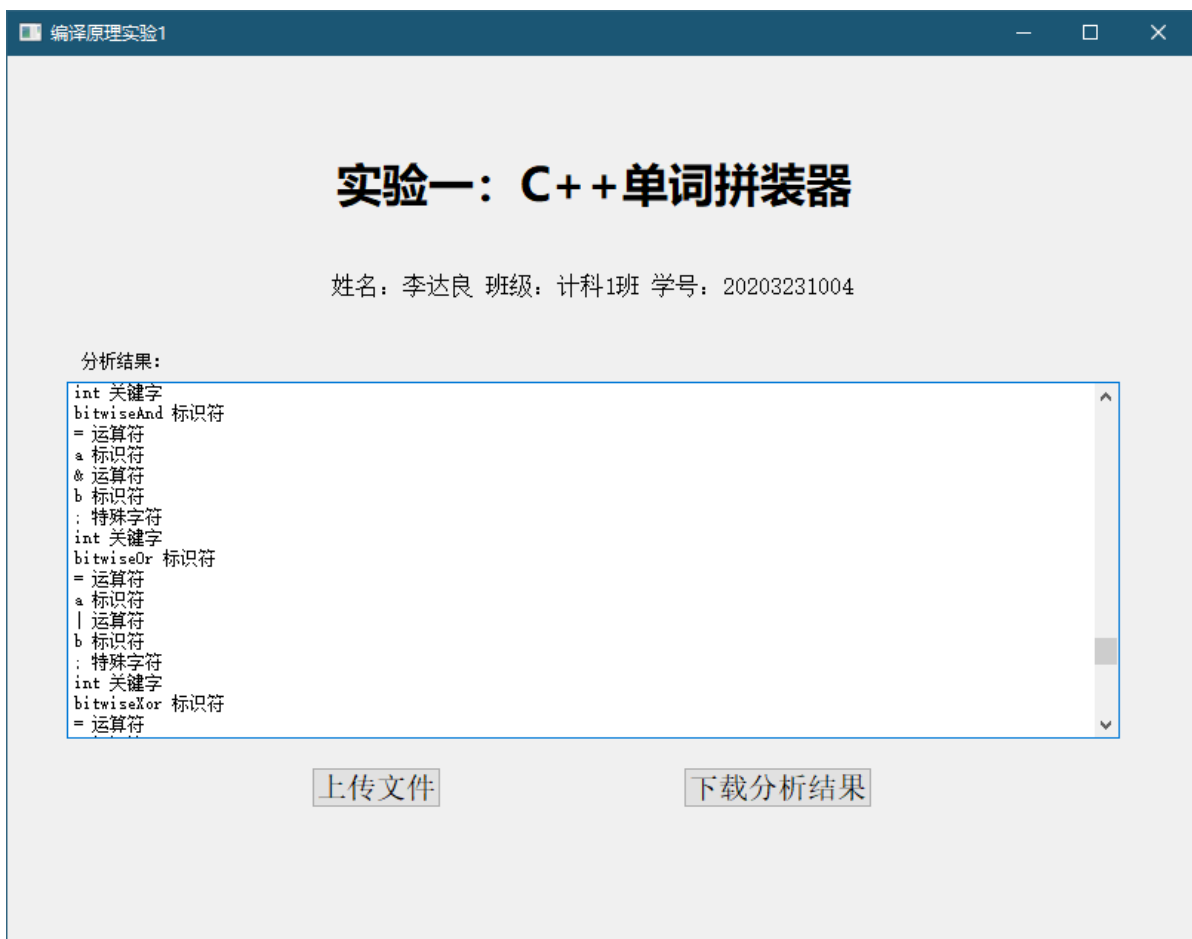 编译原理实验1
实验一：C++单词拼装器
姓名：李达良 班级：计科1班 学号：20203231004
分析结果：
int 关键字
bitwiseAnd 标识符
= 运算符
a 标识符
& 运算符
b 标识符
; 特殊字符
int 关键字
bitwiseOr 标识符
= 运算符
a 标识符
| 运算符
b 标识符
; 特殊字符
int 关键字
bitwiseXor 标识符
= 运算符
上传文件 下载分析结果